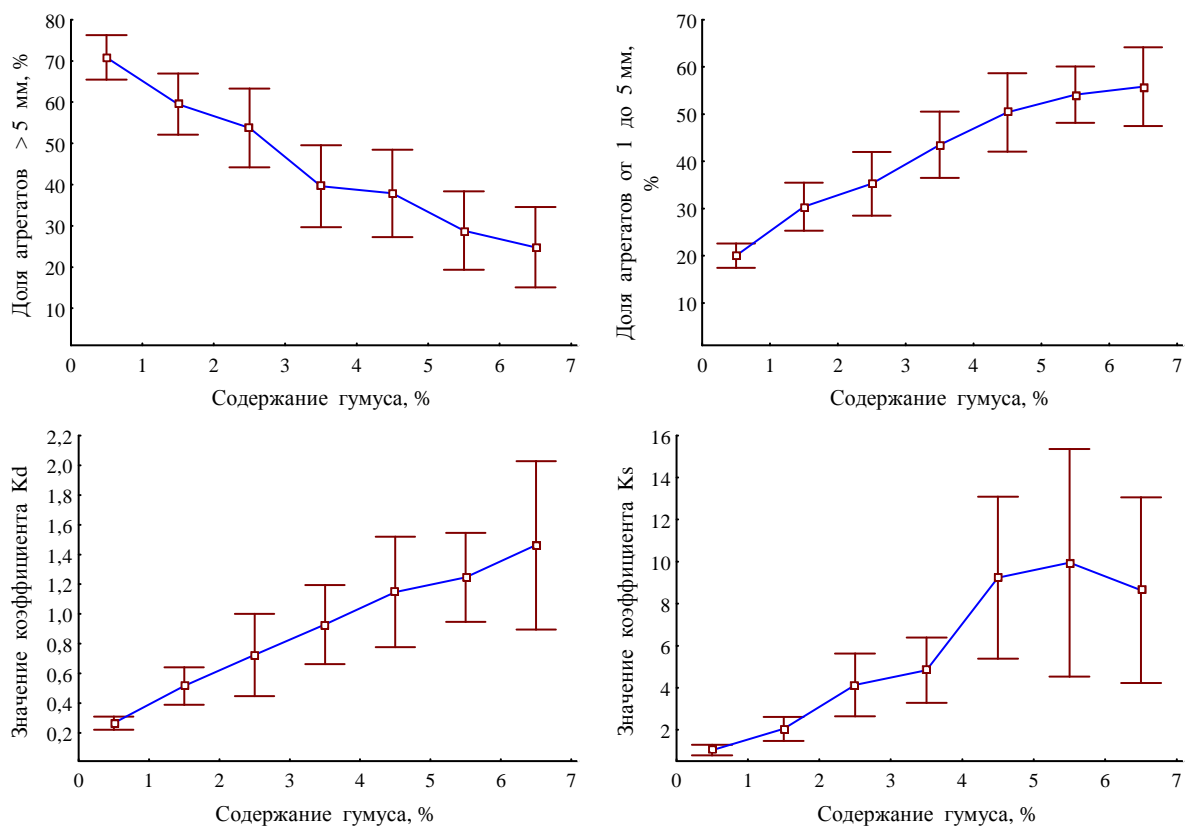 Доля агрегатов > 5 мм, %
80
70
60
50
40
30
20
10
0 1 2 3 4 5 6 7
Содержание гумуса, %
Доля агрегатов от 1 до 5 мм,
%
70
60
50
40
30
20
10
0 1 2 3 4 5 6 7
Содержание гумуса, %
Значение коэффициента Kd
2,2
2,0
1,8
1,6
1,4
1,2
1,0
0,8
0,6
0,4
0,2
0 1 2 3 4 5 6 7
Содержание гумуса, %
Значение коэффициента Ks
16
14
12
10
8
6
4
2
0 1 2 3 4 5 6 7
Содержание гумуса, %